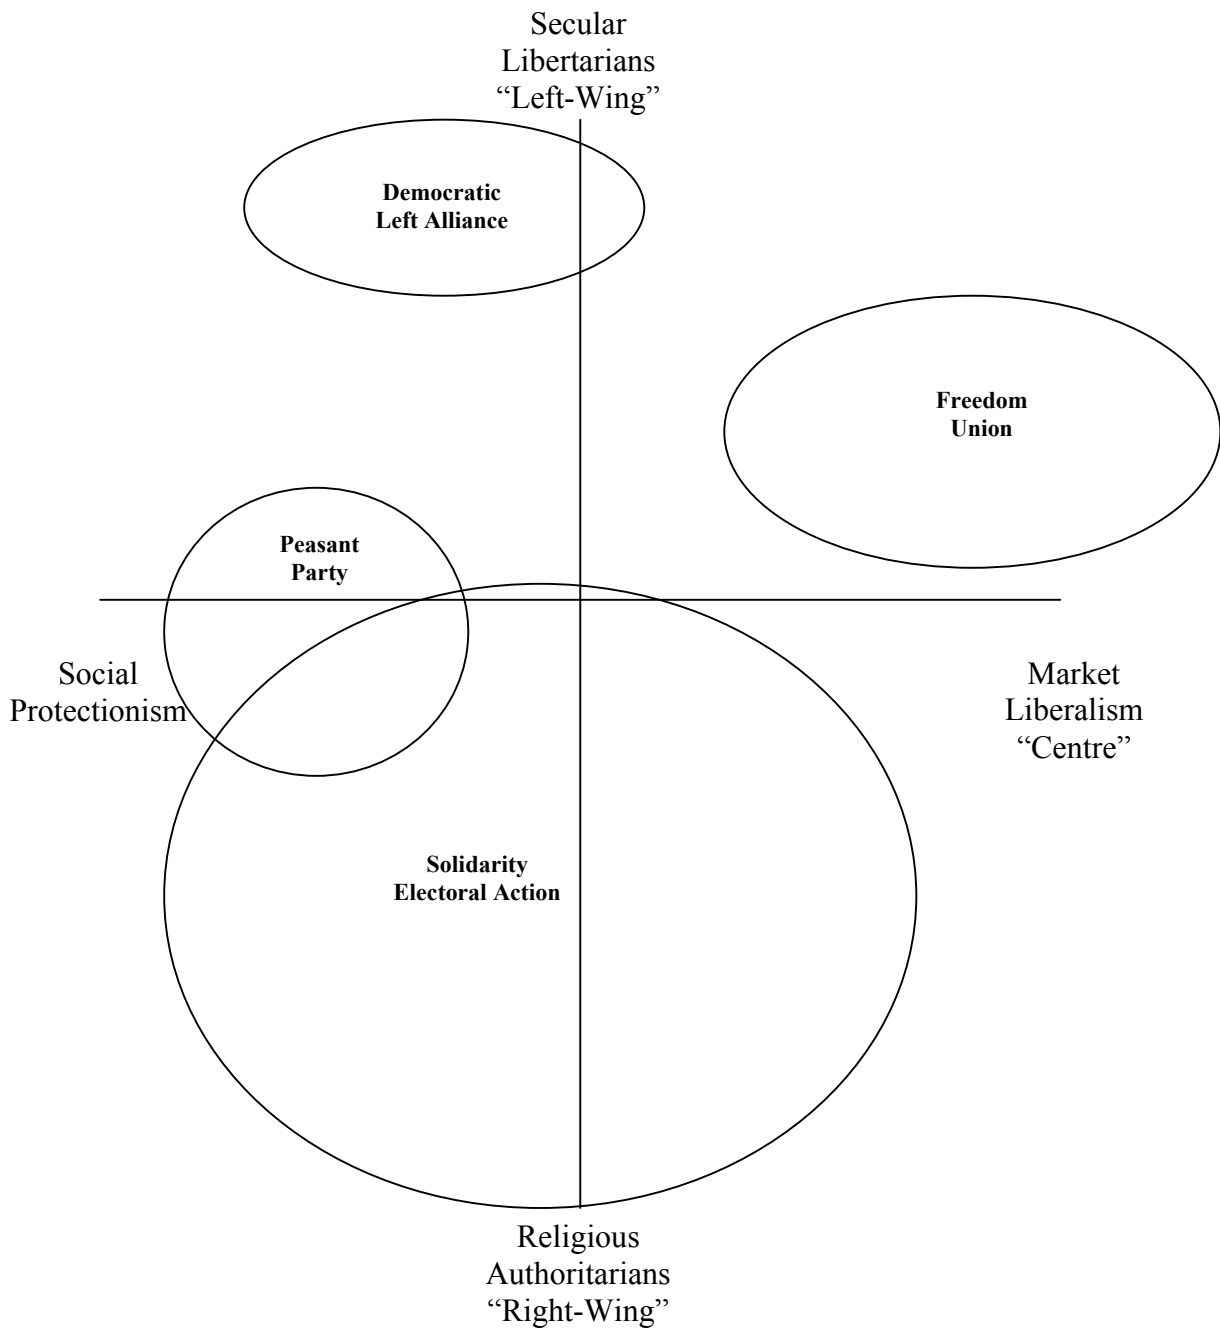 Secular
Libertarians
“Left-Wing”
Democratic
Left Alliance
Freedom
Union
Peasant
Party
Social
Protectionism
Market
Liberalism
“Centre”
Solidarity
Electoral Action
Religious
Authoritarians
“Right-Wing”